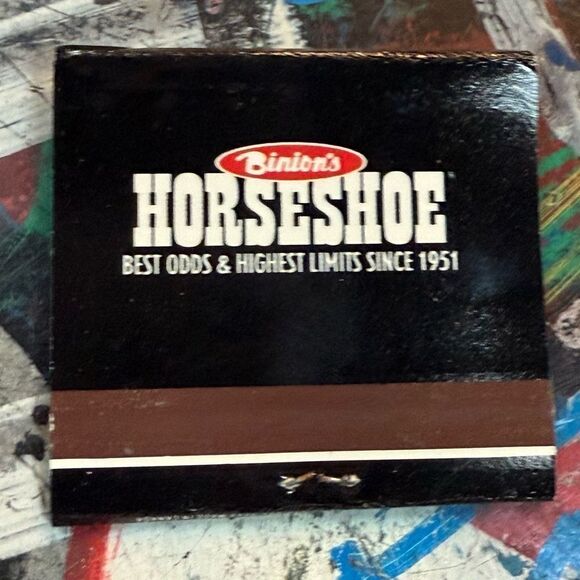 Binion's
HORSESHOE
BEST ODDS & HIGHEST LIMITS SINCE 1951